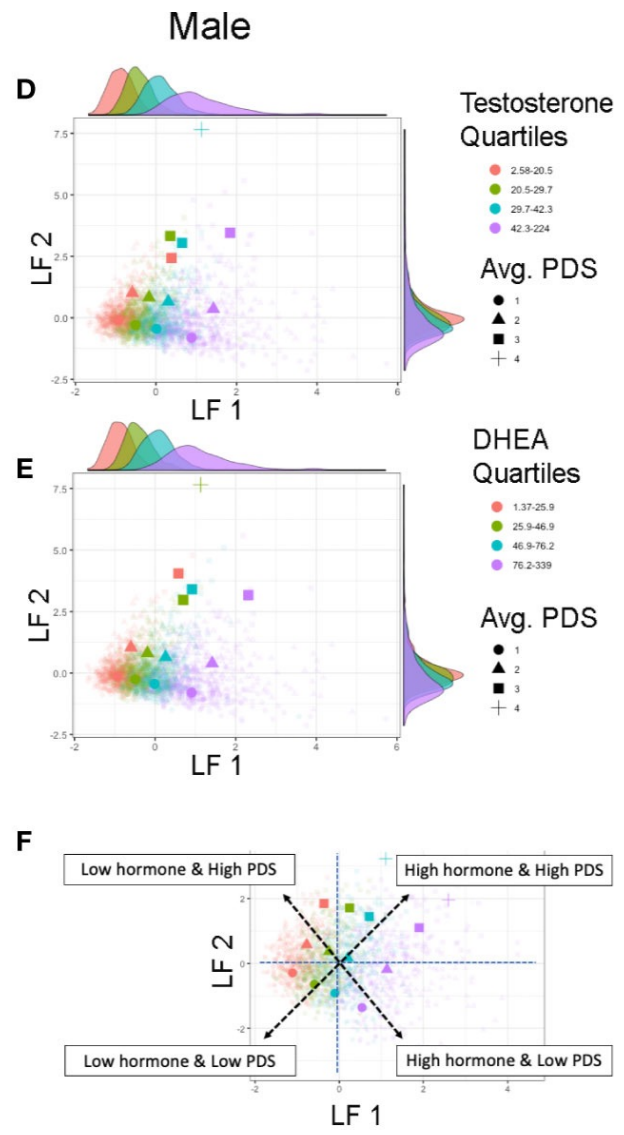 Male
D
Testosterone
Quartiles
2.58-20.5
20.5-29.7
29.7-42.3
42.3-224
Avg. PDS
1
2
3
4
LF 2
7.5
5.0
2.5
0.0
-2.5
-2
0
2
4
6
LF 1
E
DHEA
Quartiles
1.37-25.9
25.9-46.9
46.9-76.2
76.2-339
Avg. PDS
1
2
3
4
LF 2
7.5
5.0
2.5
0.0
-2.5
-2
0
2
4
6
LF 1
F
Low hormone & High PDS
High hormone & High PDS
LF 2
2
0
-2
Low hormone & Low PDS
High hormone & Low PDS
-2
0
2
4
LF 1